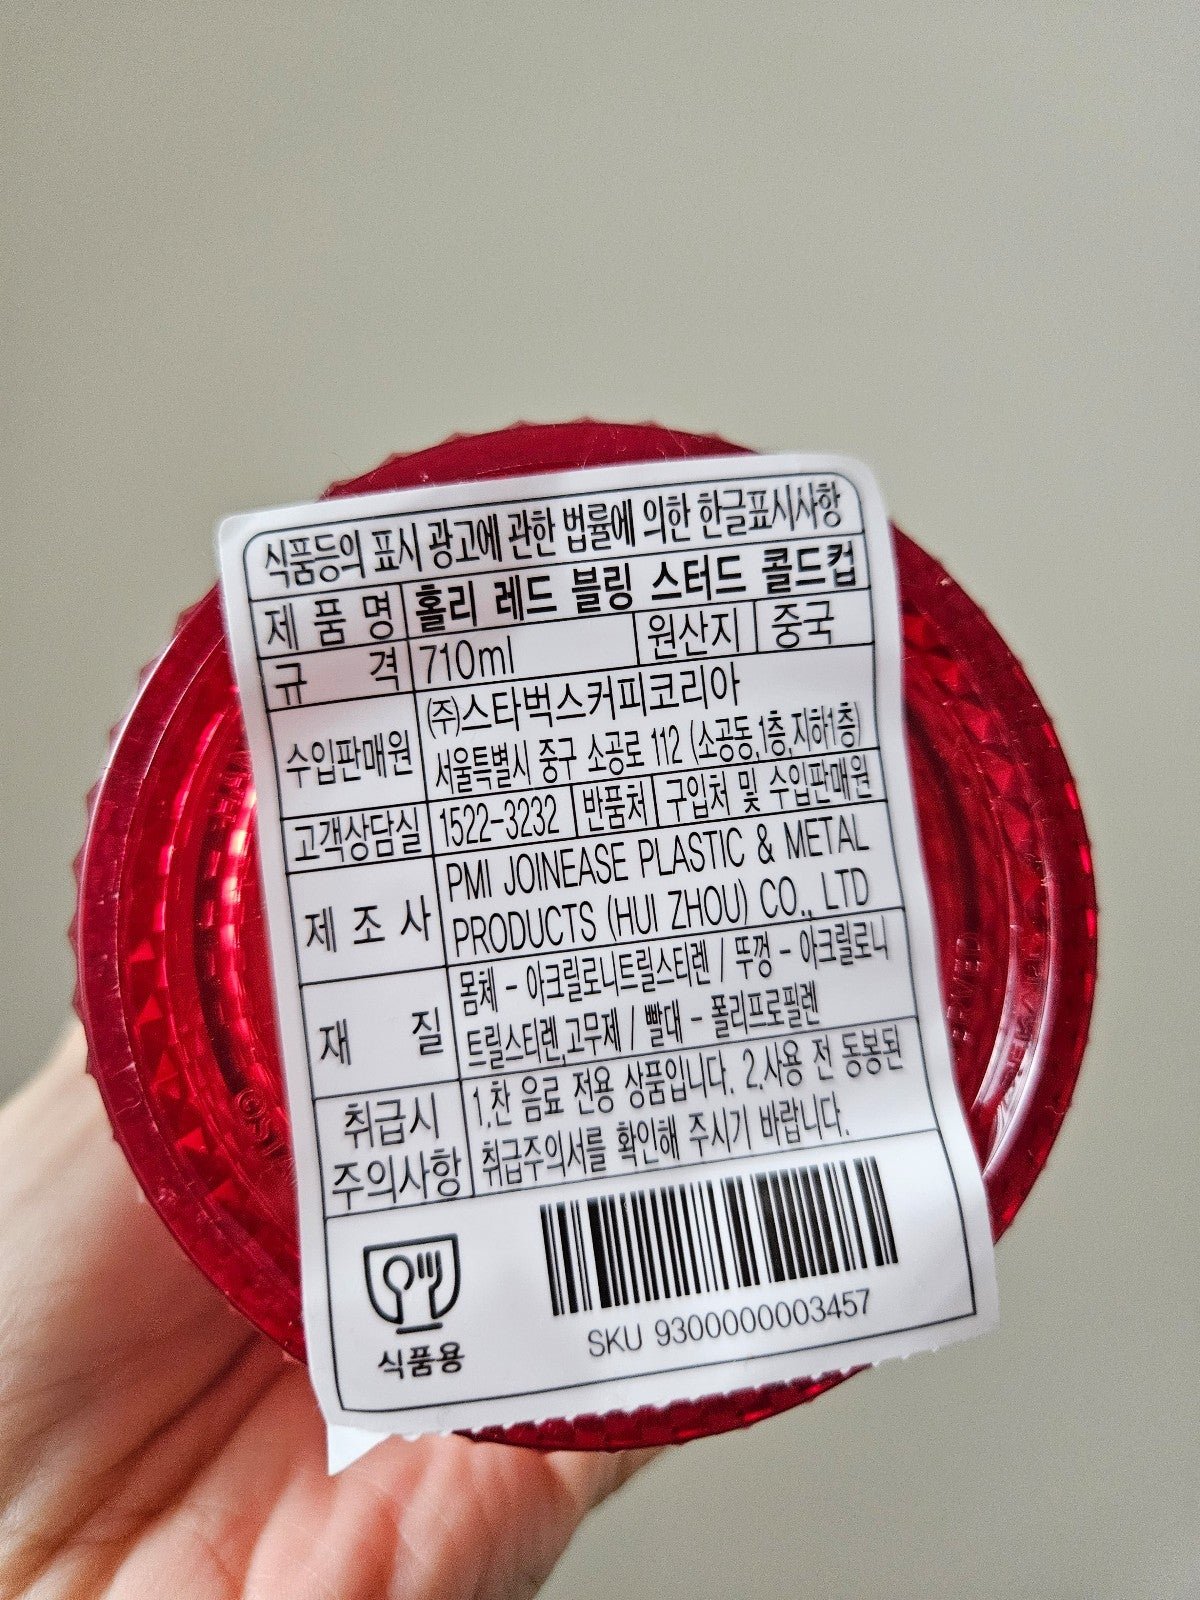 식품등의 표시 광고에 관한 법률에 의한 한글표시사항
제 품 명 홀리 레드 블링 스터드 콜드컵
규 격 710ml 원산지 중국
수입판매원 (주)스타벅스커피코리아
서울특별시 중구 소공로 112 (소공동,1층,지하1층)
고객상담실 1522-3232 반품처 구입처 및 수입판매원
제 조 사 PMI JOINEASE PLASTIC & METAL
PRODUCTS (HUI ZHOU) CO., LTD
재 질 몸체 - 아크릴로니트릴스티렌 / 뚜껑 - 아크릴로니
트릴스티렌,고무제 / 빨대 - 폴리프로필렌
취급시 주의사항 1.찬 음료 전용 상품입니다. 2.사용 전 동봉된
취급주의서를 확인해 주시기 바랍니다.
식품용
SKU 9300000003457